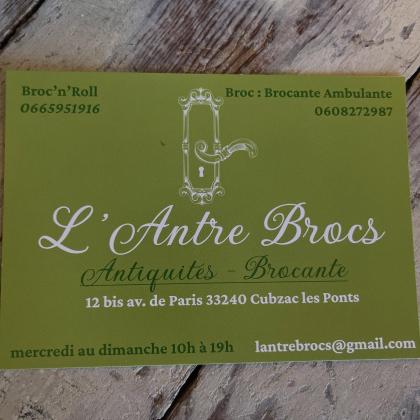 Broc'n'Roll
0665951916
Broc : Brocante Ambulante
0608272987
L'Antre Brocs
Antiquités - Brocante
12 bis av. de Paris 33240 Cubzac les Ponts
mercredi au dimanche 10h à 19h
lantrebrocs@gmail.com